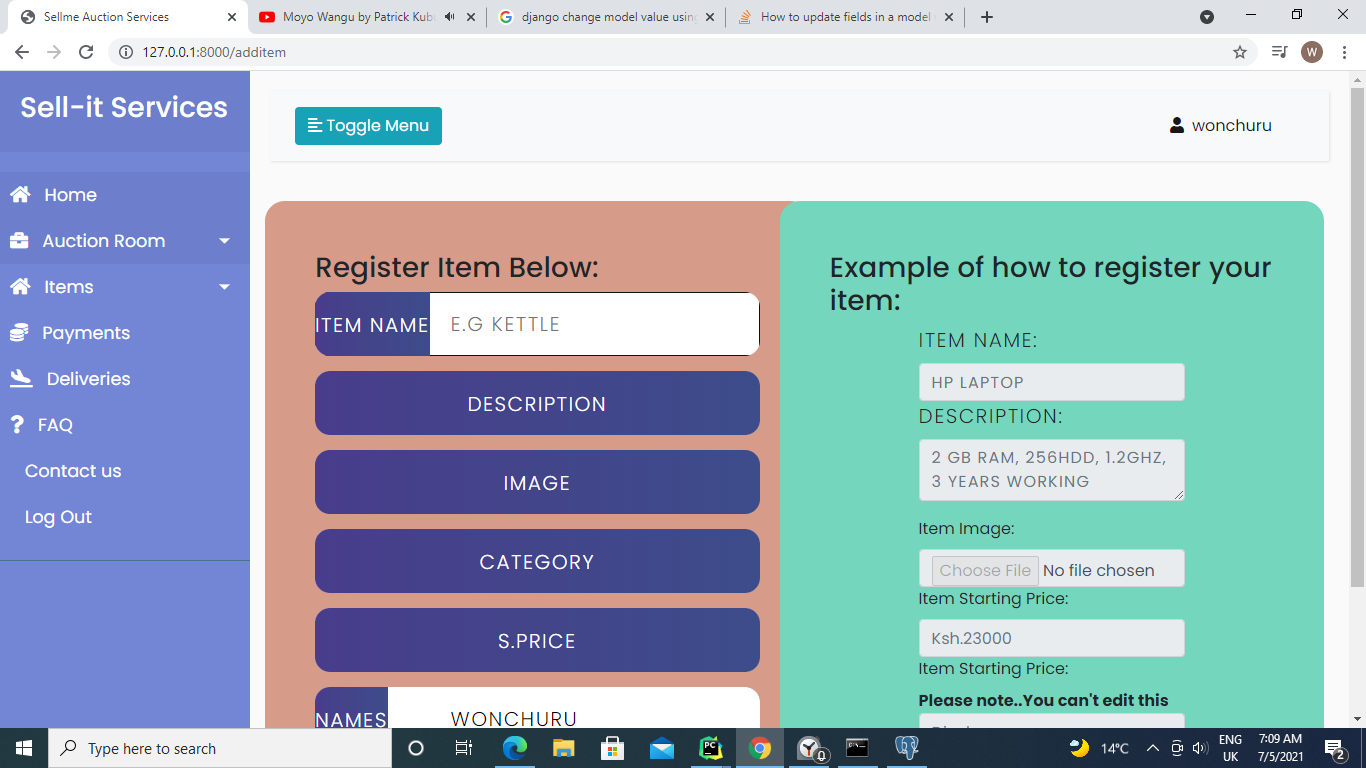 Sellme Auction Services
Moyo Wangu by Patrick Kub
django change model value usin
How to update fields in a model
127.0.0.1:8000/additem
W
Sell-it Services
Toggle Menu
wonchuru
Home
Auction Room
Items
Payments
Deliveries
FAQ
Contact us
Log Out
Register Item Below:
ITEM NAME
E.G KETTLE
DESCRIPTION
IMAGE
CATEGORY
S.PRICE
NAMES
WONCHURU
Example of how to register your
item:
ITEM NAME:
HP LAPTOP
DESCRIPTION:
2 GB RAM, 256HDD, 1.2GHZ,
3 YEARS WORKING
Item Image:
Choose File No file chosen
Item Starting Price:
Ksh.23000
Item Starting Price:
Please note..You can't edit this
Type here to search
14°C
ENG
UK
7:09 AM
7/5/2021
2